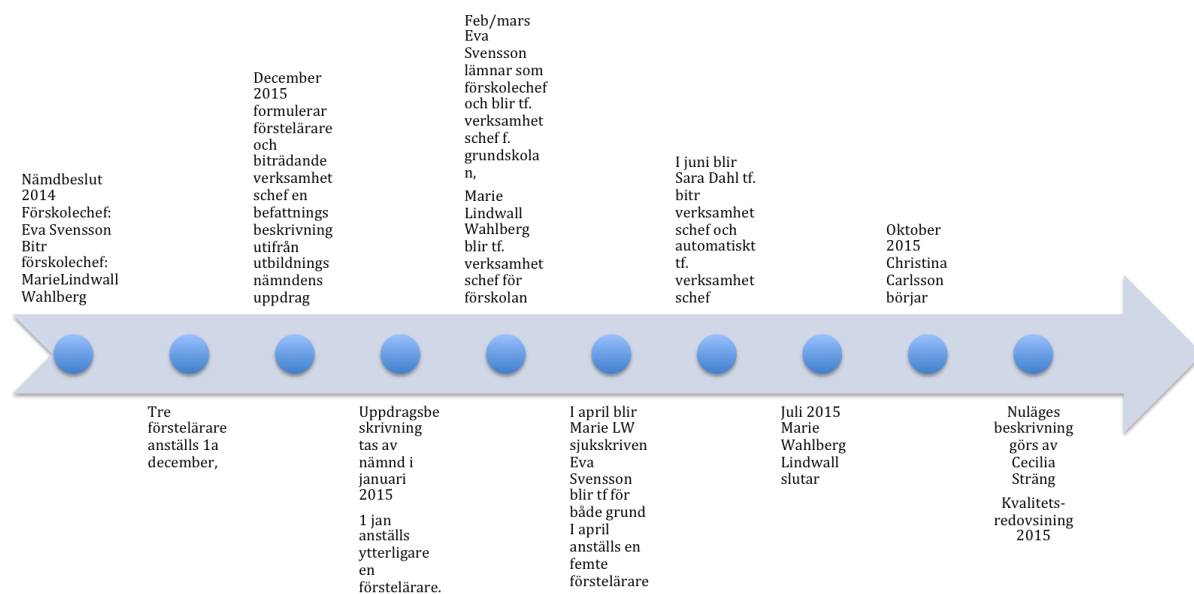 Nämdbeslut
2014
Förskolechef:
Eva Svensson
Bitr
förskolechef:
MarieLindwall
Wahlberg
Tre
förstelärare
anställs 1a
december,
December
2015
formulerar
förstelärare
och
biträdande
verksamhet
schef en
befattnings
beskrivning
utifrån
utbildnings
nämndens
uppdrag
Uppdragsbe
skrivning
tas av
nämnd i
januari
2015
1 jan
anställs
ytterligare
en
förstelärare.
Feb/mars
Eva
Svensson
lämnar som
förskolechef
och blir tf.
verksamhet
schef f.
grundskola
n,
Marie
Lindwall
Wahlberg
blir tf.
verksamhet
schef för
förskolan
I april blir
Marie LW
sjukskriven
Eva
Svensson
blir tf för
både grund
I april
anställs en
femte
förstelärare
I juni blir
Sara Dahl tf.
bitr
verksamhet
schef och
automatiskt
tf.
verksamhet
schef
Juli 2015
Marie
Wahlberg
Lindwall
slutar
Oktober
2015
Christina
Carlsson
börjar
Nuläges
beskrivning
görs av
Cecilia
Sträng
Kvalitets-
redovsining
2015